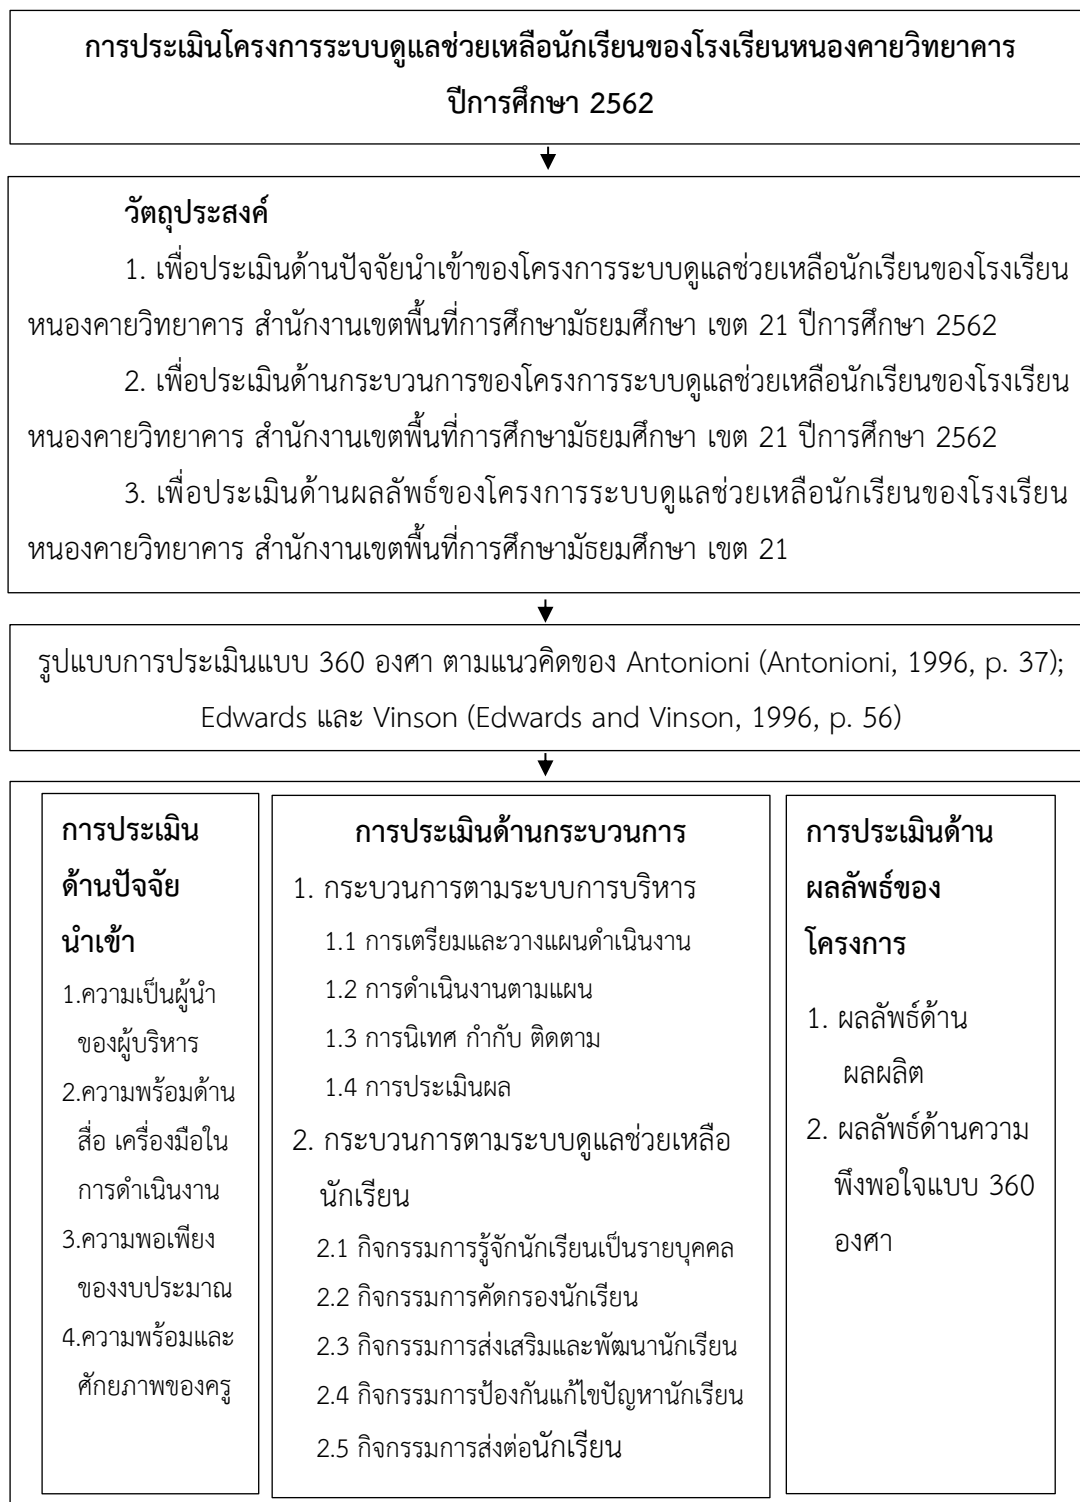 การประเมินโครงการระบบดูแลช่วยเหลือนักเรียนของโรงเรียนหนองคายวิทยาคาร
ปีการศึกษา 2562
วัตถุประสงค์
1. เพื่อประเมินด้านปัจจัยนำเข้าของโครงการระบบดูแลช่วยเหลือนักเรียนของโรงเรียน
หนองคายวิทยาคาร สำนักงานเขตพื้นที่การศึกษามัธยมศึกษา เขต 21 ปีการศึกษา 2562
2. เพื่อประเมินด้านกระบวนการของโครงการระบบดูแลช่วยเหลือนักเรียนของโรงเรียน
หนองคายวิทยาคาร สำนักงานเขตพื้นที่การศึกษามัธยมศึกษา เขต 21 ปีการศึกษา 2562
3. เพื่อประเมินด้านผลลัพธ์ของโครงการระบบดูแลช่วยเหลือนักเรียนของโรงเรียน
หนองคายวิทยาคาร สำนักงานเขตพื้นที่การศึกษามัธยมศึกษา เขต 21
รูปแบบการประเมินแบบ 360 องศา ตามแนวคิดของ Antonioni (Antonioni, 1996, p. 37);
Edwards และ Vinson (Edwards and Vinson, 1996, p. 56)
การประเมิน
ด้านปัจจัย
นำเข้า
1.ความเป็นผู้นำ
ของผู้บริหาร
2.ความพร้อมด้าน
สื่อ เครื่องมือใน
การดำเนินงาน
3.ความพอเพียง
ของงบประมาณ
4.ความพร้อมและ
ศักยภาพของครู
การประเมินด้านกระบวนการ
1. กระบวนการตามระบบการบริหาร
1.1 การเตรียมและวางแผนดำเนินงาน
1.2 การดำเนินงานตามแผน
1.3 การนิเทศ กำกับ ติดตาม
1.4 การประเมินผล
2. กระบวนการตามระบบดูแลช่วยเหลือ
นักเรียน
2.1 กิจกรรมการรู้จักนักเรียนเป็นรายบุคคล
2.2 กิจกรรมการคัดกรองนักเรียน
2.3 กิจกรรมการส่งเสริมและพัฒนานักเรียน
2.4 กิจกรรมการป้องกันแก้ไขปัญหานักเรียน
2.5 กิจกรรมการส่งต่อนักเรียน
การประเมินด้าน
ผลลัพธ์ของ
โครงการ
1. ผลลัพธ์ด้าน
ผลผลิต
2. ผลลัพธ์ด้านความ
พึงพอใจแบบ 360
องศา